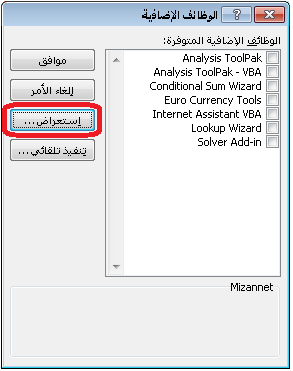 الوظائف الإضافية
الوظائف الإضافية المتوفرة:
Analysis ToolPak
Analysis ToolPak - VBA
Conditional Sum Wizard
Euro Currency Tools
Internet Assistant VBA
Lookup Wizard
Solver Add-in
موافق
إلغاء الأمر
إستعراض...
تنفيذ تلقائي...
Mizannet